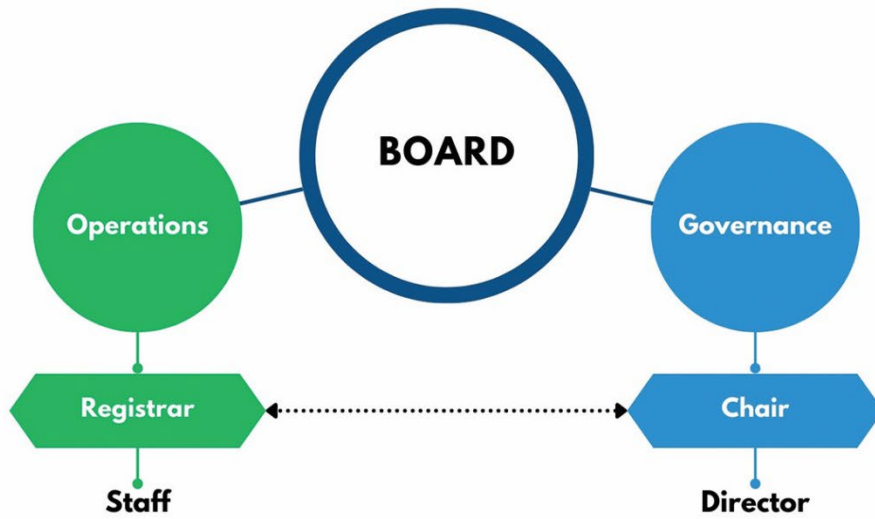 BOARD
Operations
Governance
Registrar
Chair
Staff
Director